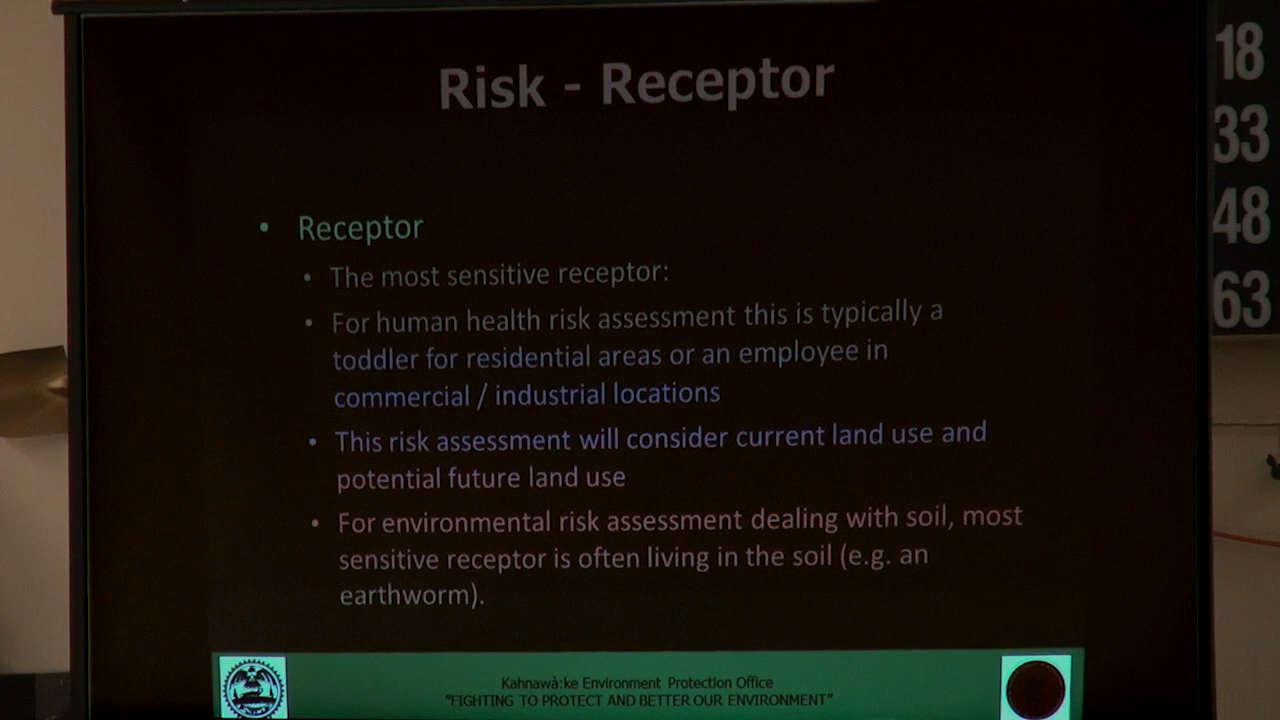 Risk - Receptor
• Receptor
• The most sensitive receptor:
• For human health risk assessment this is typically a
toddler for residential areas or an employee in
commercial / industrial locations
• This risk assessment will consider current land use and
potential future land use
• For environmental risk assessment dealing with soil, most
sensitive receptor is often living in the soil (e.g. an
earthworm).
Kahnawà:ke Environment Protection Office
"FIGHTING TO PROTECT AND BETTER OUR ENVIRONMENT"
18
33
48
63